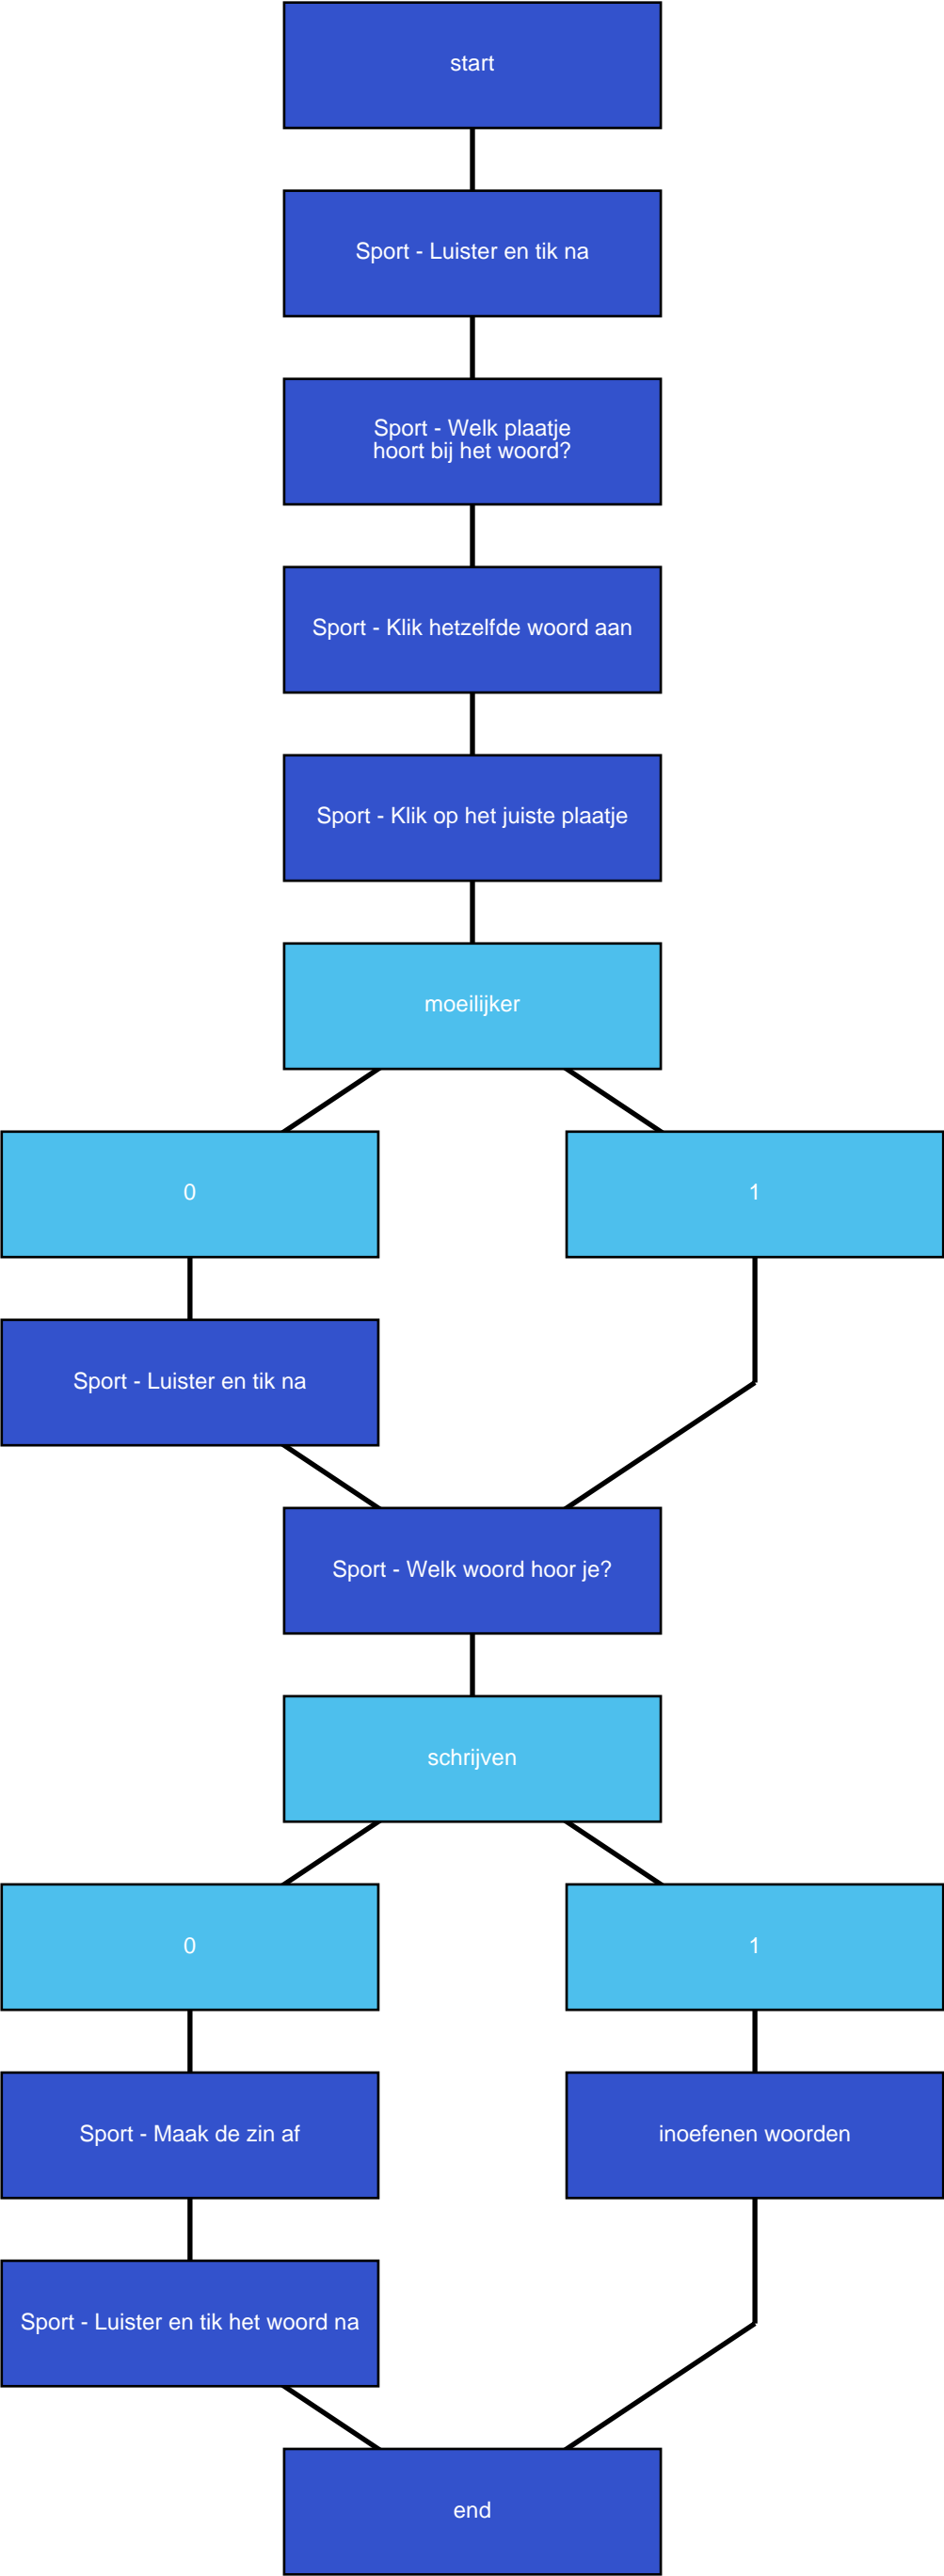 start
Sport - Luister en tik na
Sport - Welk plaatje
hoort bij het woord?
Sport - Klik hetzelfde woord aan
Sport - Klik op het juiste plaatje
moeilijker
0
1
Sport - Luister en tik na
Sport - Welk woord hoor je?
schrijven
0
1
Sport - Maak de zin af
inoefenen woorden
Sport - Luister en tik het woord na
end